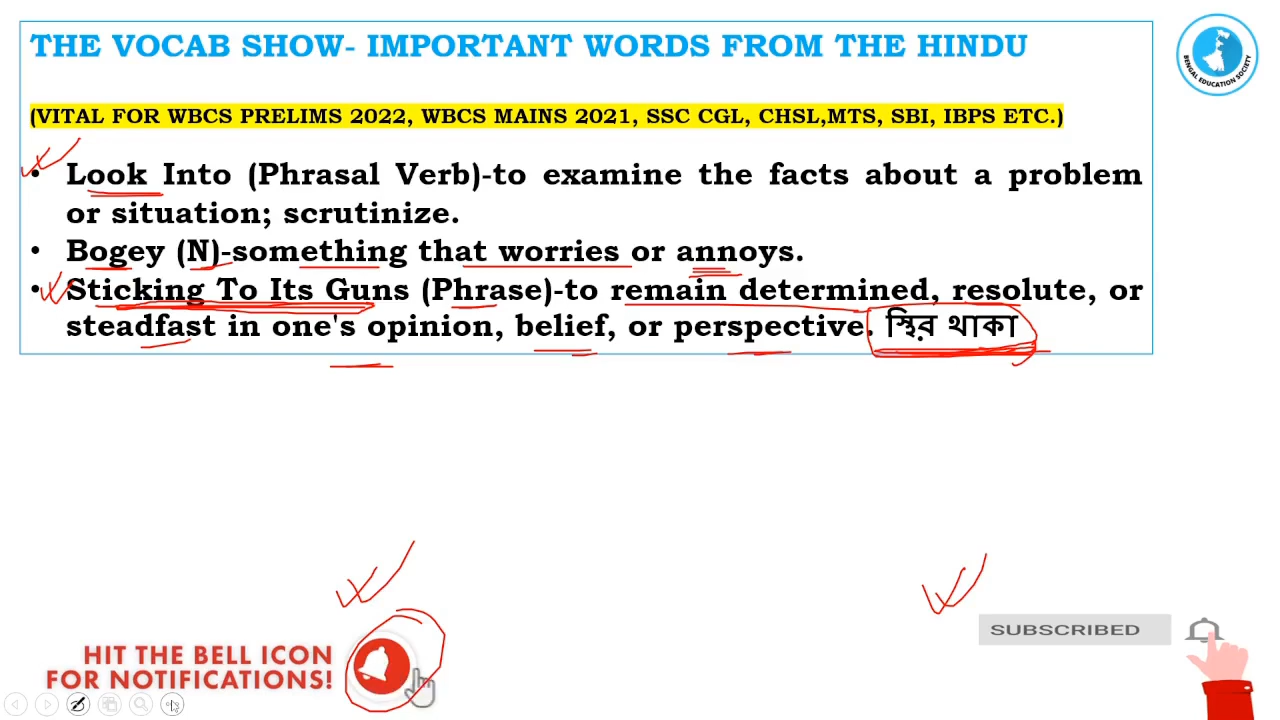 THE VOCAB SHOW- IMPORTANT WORDS FROM THE HINDU
BENGAL EDUCATION SOCIETY
(VITAL FOR WBCS PRELIMS 2022, WBCS MAINS 2021, SSC CGL, CHSL,MTS, SBI, IBPS ETC.)
• Look Into (Phrasal Verb)-to examine the facts about a problem
or situation; scrutinize.
• Bogey (N)-something that worries or annoys.
• Sticking To Its Guns (Phrase)-to remain determined, resolute, or
steadfast in one's opinion, belief, or perspective. স্থির থাকা
SUBSCRIBED
HIT THE BELL ICON
FOR NOTIFICATIONS!